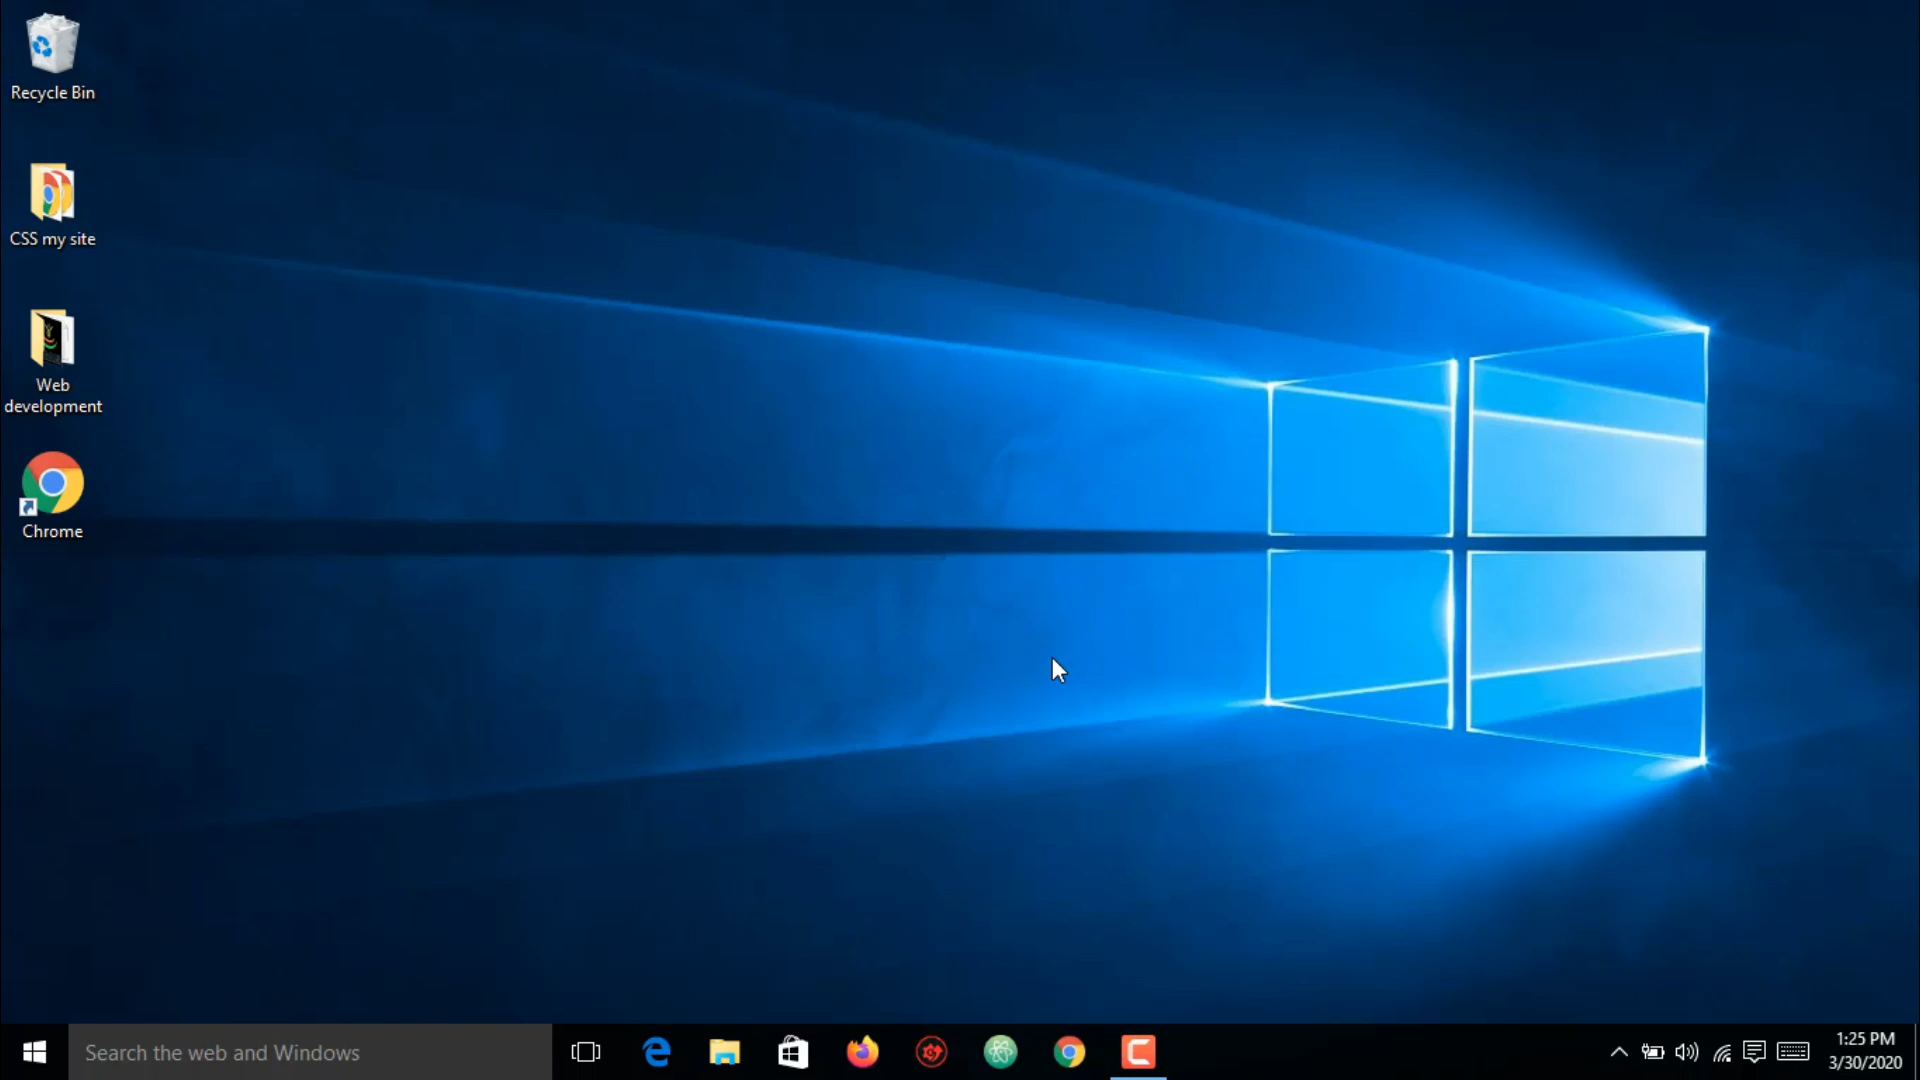 Recycle Bin
CSS my site
Web
development
Chrome
Search the web and Windows
1:25 PM
3/30/2020